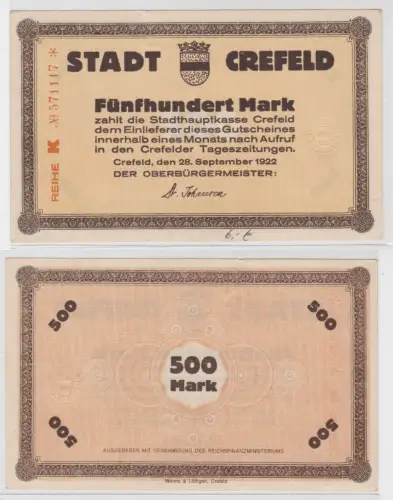 STADT CREFELD
Fünfhundert Mark
zahlt die Stadthauptkasse Crefeld
dem Einlieferer dieses Gutscheines
innerhalb eines Monats nach Aufruf
in den Crefelder Tageszeitungen.
Crefeld, den 28. September 1922
DER OBERBÜRGERMEISTER:
REIHE K № 571117 *
6,- €
500 500
500
Mark
500 500
AUSGEGEBEN MIT GENEHMIGUNG DES REICHSFINANZMINISTERIUMS
Crefeld